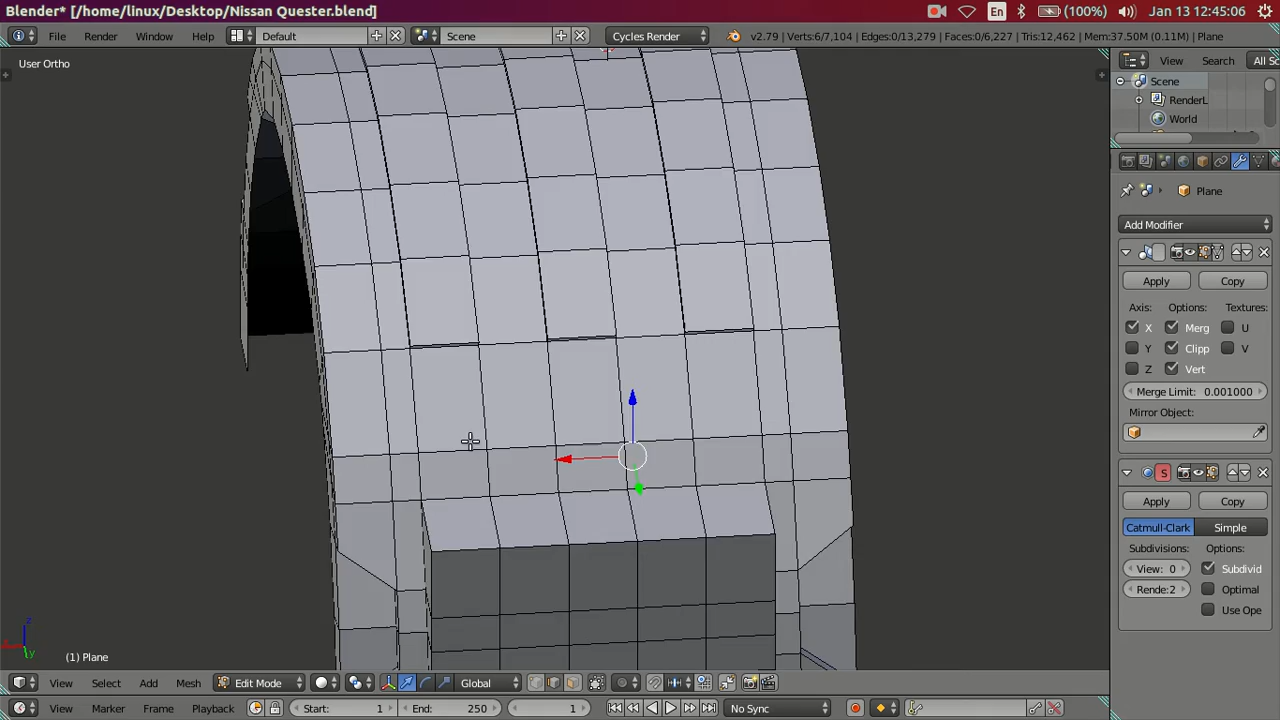 Blender* [/home/linux/Desktop/Nissan Quester.blend]
En
(100%)
Jan 13 12:45:06
File
Render
Window
Help
Default
Scene
Cycles Render
v2.79 | Verts:6/7,104 | Edges:0/13,279 | Faces:0/6,227 | Tris:12,462 | Mem:37.50M (0.11M) | Plane
User Ortho
View
Search
All Sc
Scene
RenderL
World
Plane
Add Modifier
Apply
Copy
Axis:
Options:
Textures:
X
Merg
U
Y
Clipp
V
Z
Vert
Merge Limit: 0.001000
Mirror Object:
S
Apply
Copy
Catmull-Clark
Simple
Subdivisions:
Options:
View: 0
Subdivid
Rende:2
Optimal
Use Ope
z
y
(1) Plane
View
Select
Add
Mesh
Edit Mode
Global
View
Marker
Frame
Playback
Start:
1
End:
250
1
No Sync